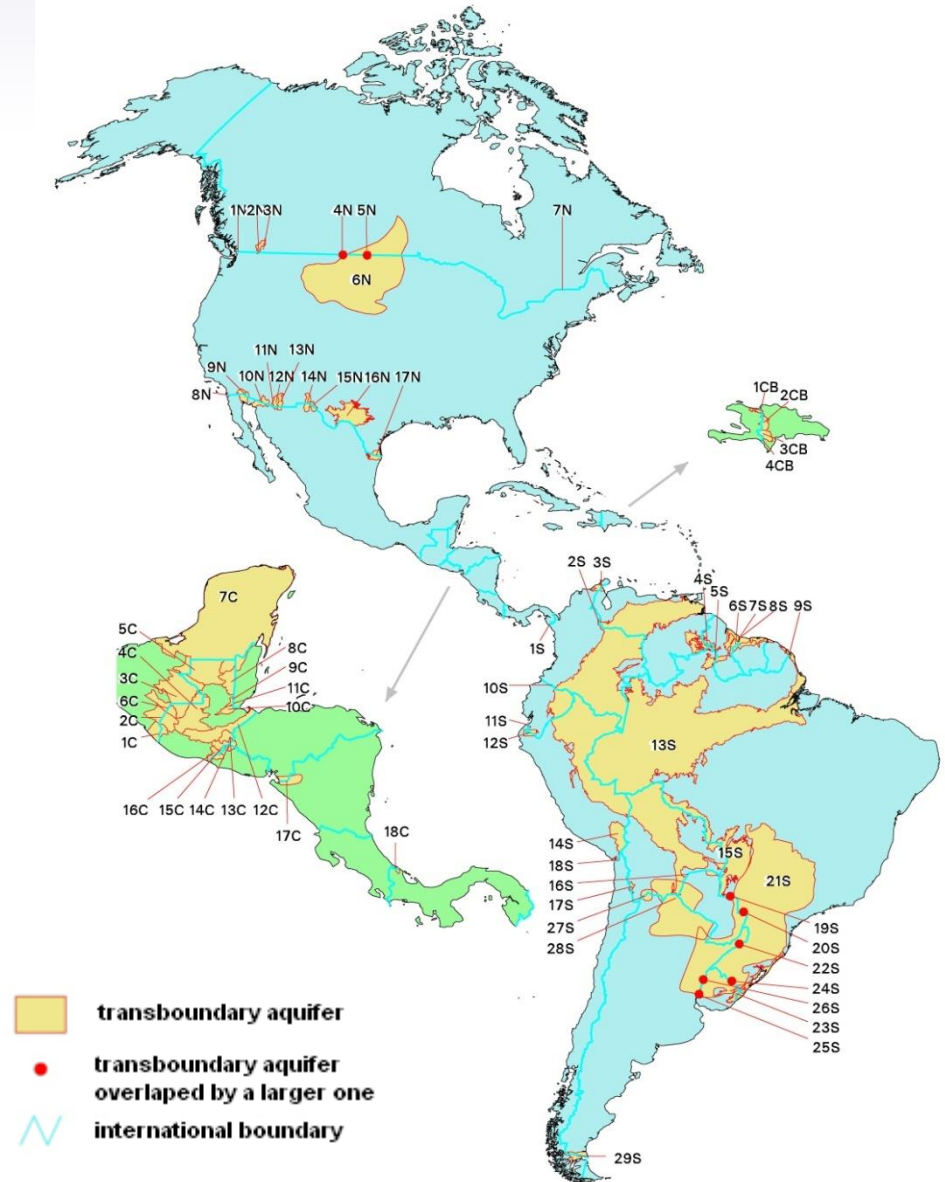 1N 2N 3N
4N 5N
7N
6N
11N 13N
9N
10N 12N 14N 15N 16N 17N
8N
1CB
2CB
3CB
4CB
7C
5C
4C
3C
6C
2C
1C
8C
9C
11C
10C
16C 15C 14C 13C 12C
17C
18C
2S 3S
4S
5S
6S 7S 8S 9S
1S
10S
11S
12S
13S
14S
18S
16S
17S
27S
28S
15S
21S
19S
20S
22S
24S
26S
23S
25S
29S
transboundary aquifer
transboundary aquifer
overlaped by a larger one
international boundary